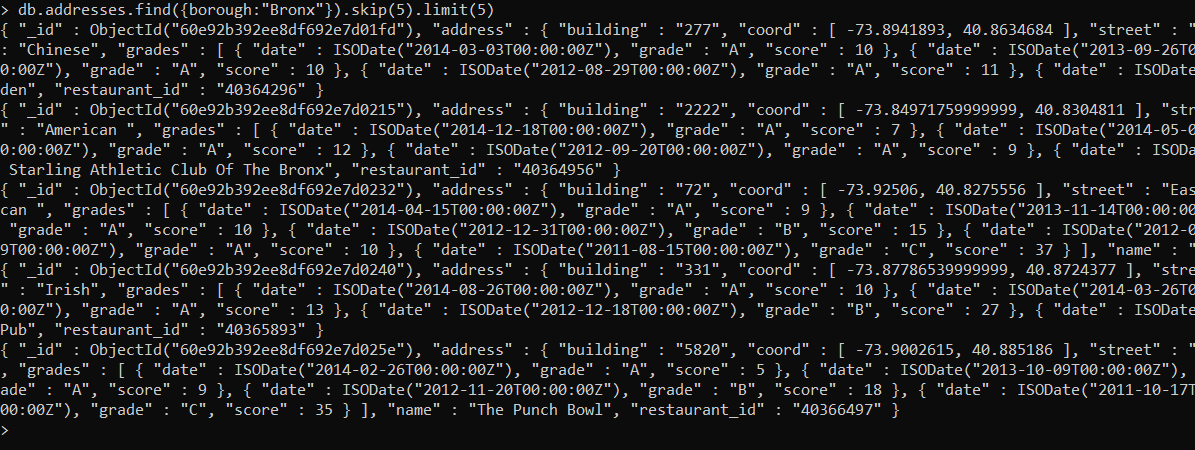 > db.addresses.find({borough:"Bronx"}).skip(5).limit(5)
{ "_id" : ObjectId("60e92b392ee8df692e7d01fd"), "address" : { "building" : "277", "coord" : [ -73.8941893, 40.8634684 ], "street" : "
: "Chinese", "grades" : [ { "date" : ISODate("2014-03-03T00:00:00Z"), "grade" : "A", "score" : 10 }, { "date" : ISODate("2013-09-26T0
0:00Z"), "grade" : "A", "score" : 10 }, { "date" : ISODate("2012-08-29T00:00:00Z"), "grade" : "A", "score" : 11 }, { "date" : ISODate
den", "restaurant_id" : "40364296" }
{ "_id" : ObjectId("60e92b392ee8df692e7d0215"), "address" : { "building" : "2222", "coord" : [ -73.84971759999999, 40.8304811 ], "str
" : "American ", "grades" : [ { "date" : ISODate("2014-12-18T00:00:00Z"), "grade" : "A", "score" : 7 }, { "date" : ISODate("2014-05-0
0:00:00Z"), "grade" : "A", "score" : 12 }, { "date" : ISODate("2012-09-20T00:00:00Z"), "grade" : "A", "score" : 9 }, { "date" : ISODa
 Starling Athletic Club Of The Bronx", "restaurant_id" : "40364956" }
{ "_id" : ObjectId("60e92b392ee8df692e7d0232"), "address" : { "building" : "72", "coord" : [ -73.92506, 40.8275556 ], "street" : "Eas
can ", "grades" : [ { "date" : ISODate("2014-04-15T00:00:00Z"), "grade" : "A", "score" : 9 }, { "date" : ISODate("2013-11-14T00:00:00
 "grade" : "A", "score" : 10 }, { "date" : ISODate("2012-12-31T00:00:00Z"), "grade" : "B", "score" : 15 }, { "date" : ISODate("2012-0
9T00:00:00Z"), "grade" : "A", "score" : 10 }, { "date" : ISODate("2011-08-15T00:00:00Z"), "grade" : "C", "score" : 37 } ], "name" : "
{ "_id" : ObjectId("60e92b392ee8df692e7d0240"), "address" : { "building" : "331", "coord" : [ -73.87786539999999, 40.8724377 ], "stre
" : "Irish", "grades" : [ { "date" : ISODate("2014-08-26T00:00:00Z"), "grade" : "A", "score" : 10 }, { "date" : ISODate("2014-03-26T0
0:00Z"), "grade" : "A", "score" : 13 }, { "date" : ISODate("2012-12-18T00:00:00Z"), "grade" : "B", "score" : 27 }, { "date" : ISODate
Pub", "restaurant_id" : "40365893" }
{ "_id" : ObjectId("60e92b392ee8df692e7d025e"), "address" : { "building" : "5820", "coord" : [ -73.9002615, 40.885186 ], "street" : "
, "grades" : [ { "date" : ISODate("2014-02-26T00:00:00Z"), "grade" : "A", "score" : 5 }, { "date" : ISODate("2013-10-09T00:00:00Z"),
ade" : "A", "score" : 9 }, { "date" : ISODate("2012-11-20T00:00:00Z"), "grade" : "B", "score" : 18 }, { "date" : ISODate("2011-10-17T
00:00Z"), "grade" : "C", "score" : 35 } ], "name" : "The Punch Bowl", "restaurant_id" : "40366497" }
>